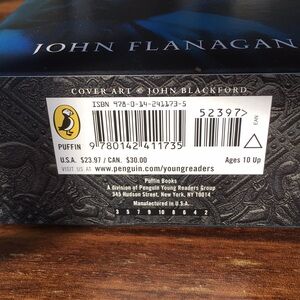 JOHN FLANAGAN
COVER ART © JOHN BLACKFORD
ISBN 978-0-14-241173-5
52397>
EAN
PUFFIN
9 780142 411735
U.S.A. $23.97 / CAN. $30.00
Ages 10 Up
VISIT US AT www.penguin.com/youngreaders
Puffin Books
A division of Penguin Young Readers Group
345 Hudson Street, New York, NY 10014
Manufactured in U.S.A.
3 5 7 9 10 8 6 4 2